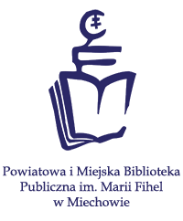 Powiatowa i Miejska Biblioteka
Publiczna im. Marii Fihel
w Miechowie